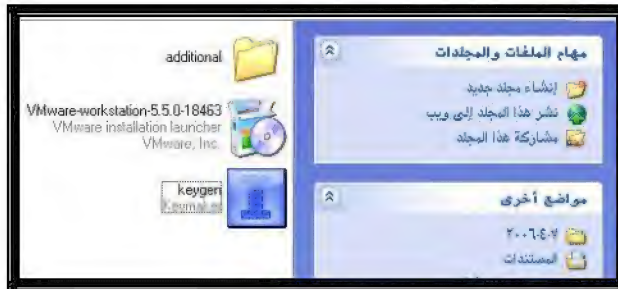 مهام الملفات والمجلدات
إنشاء مجلد جديد
نشر هذا المجلد إلى ويب
مشاركة هذا المجلد
مواضع أخرى
٢٠٠٦-٤-٧
المستندات
additional
VMware-workstation-5.5.0-18463
VMware installation launcher
VMware, Inc.
keygen
Keymaker